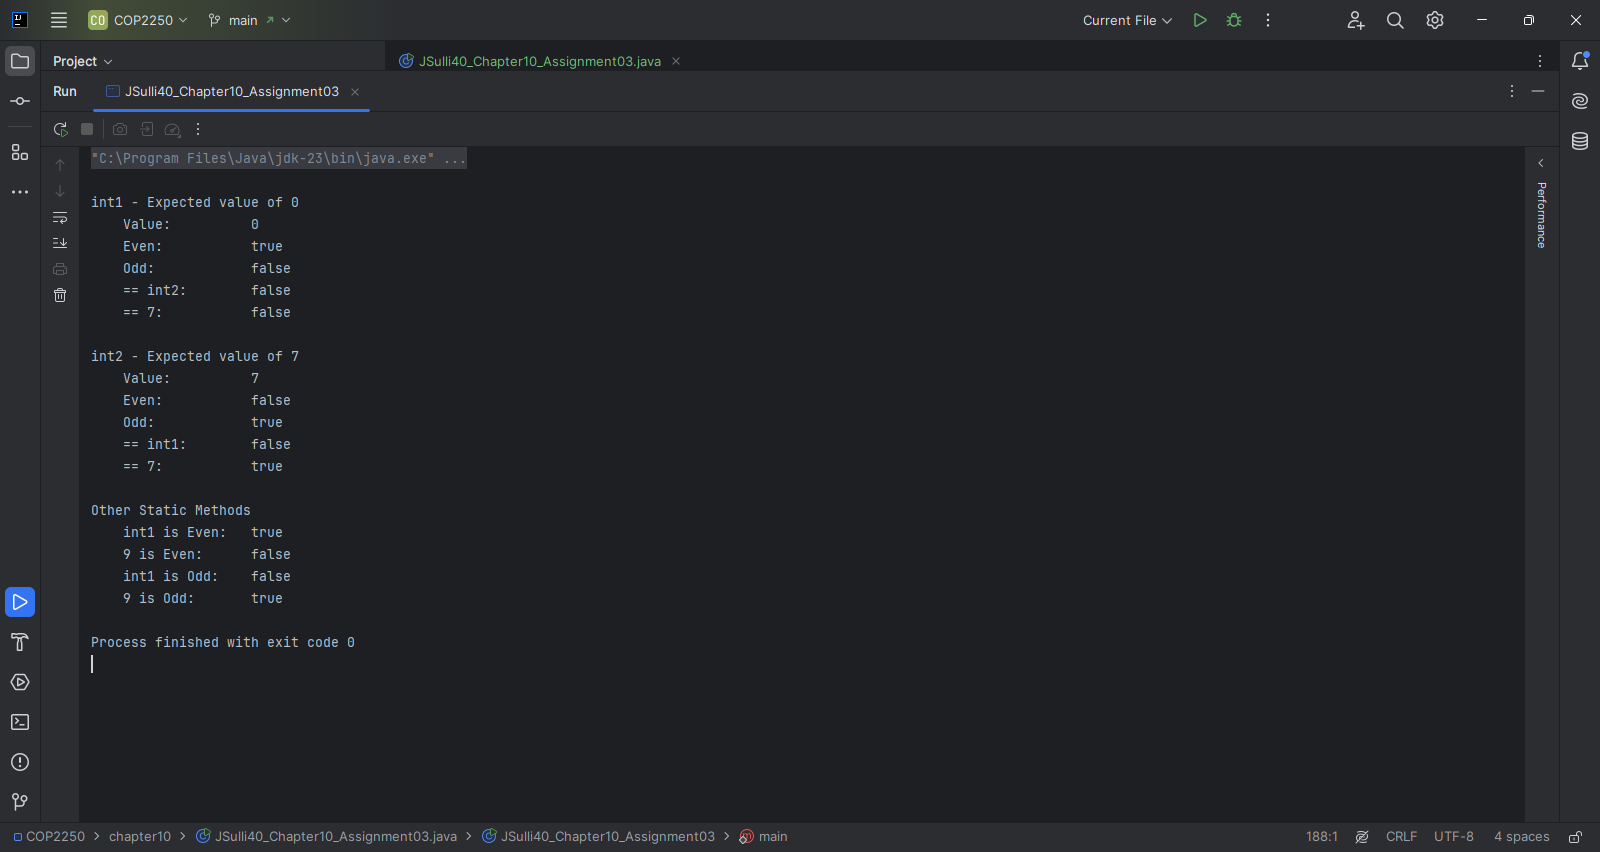 CO COP2250 main Current File
Project JSulli40_Chapter10_Assignment03.java
Run JSulli40_Chapter10_Assignment03
"C:\Program Files\Java\jdk-23\bin\java.exe" ...
int1 - Expected value of 0
Value: 0
Even: true
Odd: false
== int2: false
== 7: false
int2 - Expected value of 7
Value: 7
Even: false
Odd: true
== int1: false
== 7: true
Other Static Methods
int1 is Even: true
9 is Even: false
int1 is Odd: false
9 is Odd: true
Process finished with exit code 0
Performance
COP2250 > chapter10 > JSulli40_Chapter10_Assignment03.java > JSulli40_Chapter10_Assignment03 > main 188:1 CRLF UTF-8 4 spaces